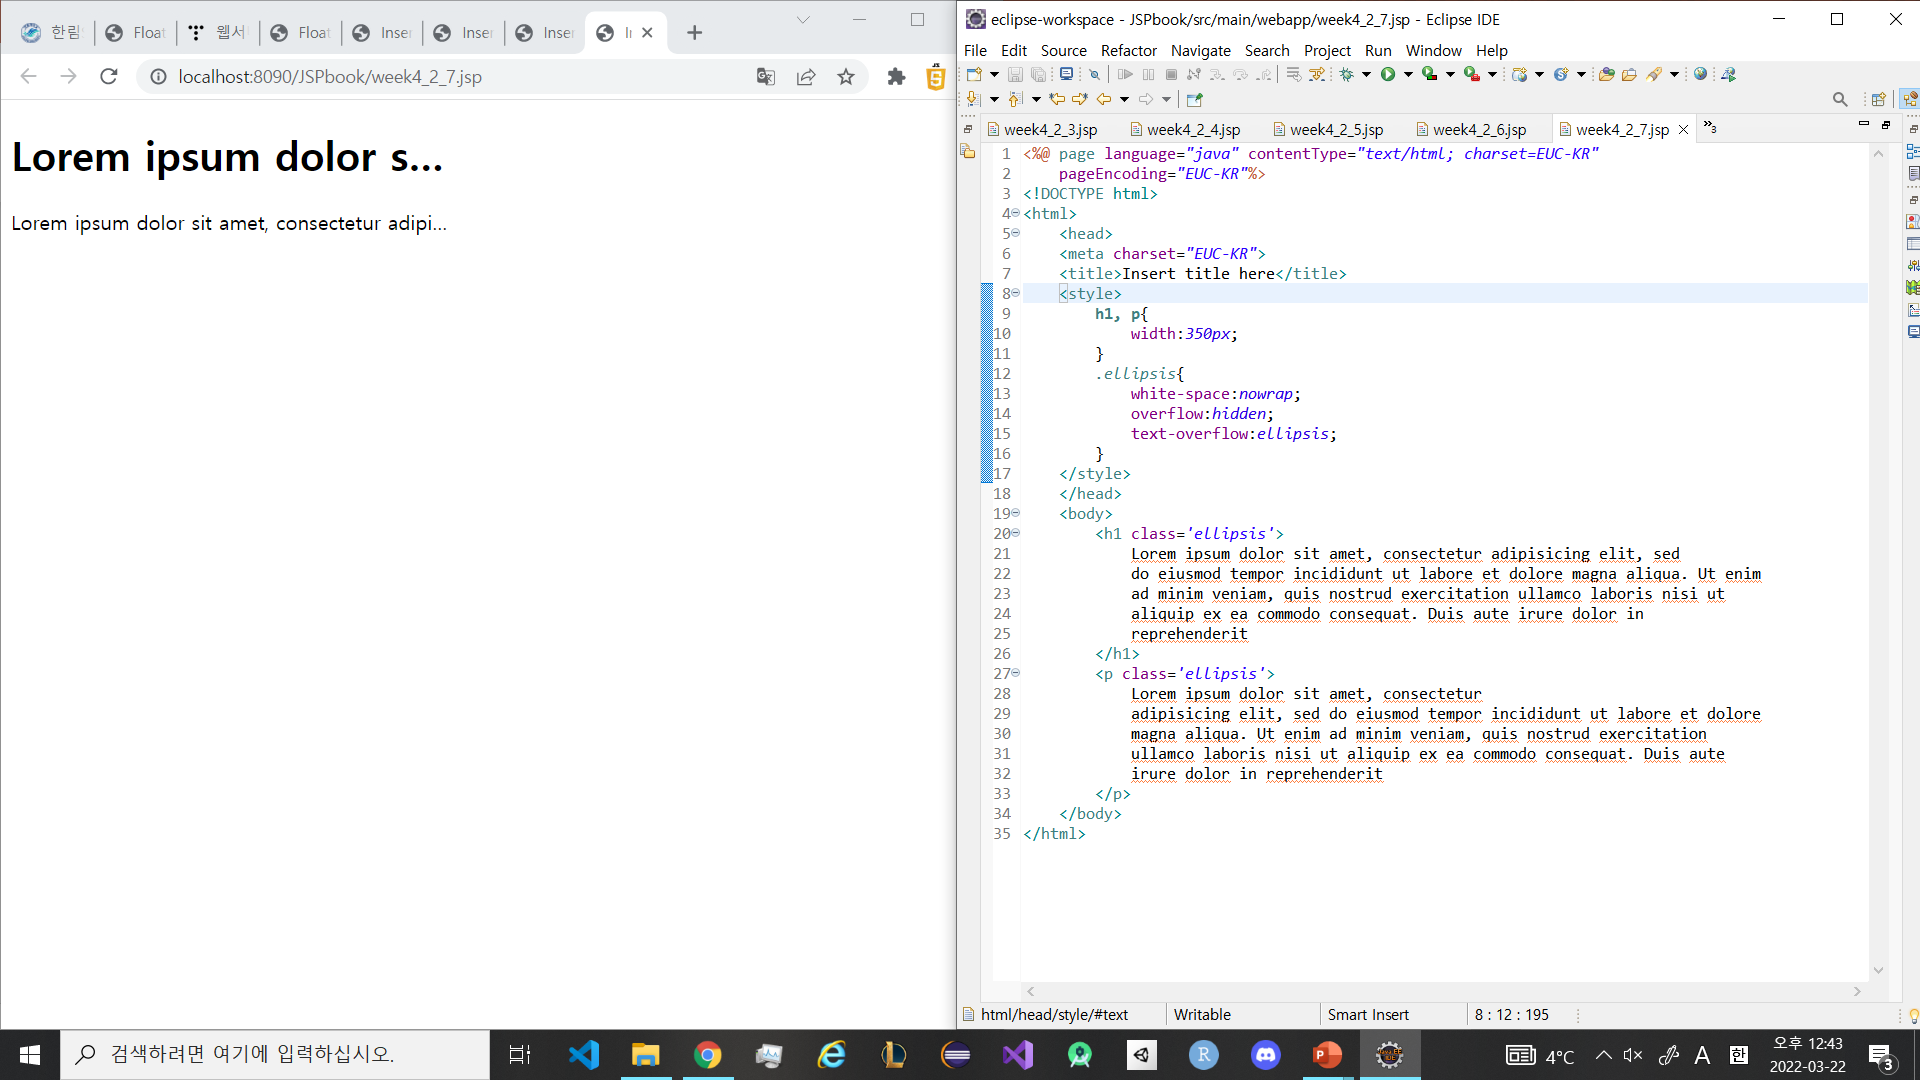 한림
Float
웹서
Float
Inser
Inser
Inser
localhost:8090/JSPbook/week4_2_7.jsp
Lorem ipsum dolor s...
Lorem ipsum dolor sit amet, consectetur adipi...
eclipse-workspace - JSPbook/src/main/webapp/week4_2_7.jsp - Eclipse IDE
File Edit Source Refactor Navigate Search Project Run Window Help
week4_2_3.jsp week4_2_4.jsp week4_2_5.jsp week4_2_6.jsp week4_2_7.jsp »3
1 <%@ page language="java" contentType="text/html; charset=EUC-KR"
2 pageEncoding="EUC-KR"%>
3 <!DOCTYPE html>
4 <html>
5 <head>
6 <meta charset="EUC-KR">
7 <title>Insert title here</title>
8 <style>
9 h1, p{
10 width:350px;
11 }
12 .ellipsis{
13 white-space:nowrap;
14 overflow:hidden;
15 text-overflow:ellipsis;
16 }
17 </style>
18 </head>
19 <body>
20 <h1 class='ellipsis'>
21 Lorem ipsum dolor sit amet, consectetur adipisicing elit, sed
22 do eiusmod tempor incididunt ut labore et dolore magna aliqua. Ut enim
23 ad minim veniam, quis nostrud exercitation ullamco laboris nisi ut
24 aliquip ex ea commodo consequat. Duis aute irure dolor in
25 reprehenderit
26 </h1>
27 <p class='ellipsis'>
28 Lorem ipsum dolor sit amet, consectetur
29 adipisicing elit, sed do eiusmod tempor incididunt ut labore et dolore
30 magna aliqua. Ut enim ad minim veniam, quis nostrud exercitation
31 ullamco laboris nisi ut aliquip ex ea commodo consequat. Duis aute
32 irure dolor in reprehenderit
33 </p>
34 </body>
35 </html>
html/head/style/#text Writable Smart Insert 8 : 12 : 195
검색하려면 여기에 입력하십시오.
4°C A 한
오후 12:43
2022-03-22
3